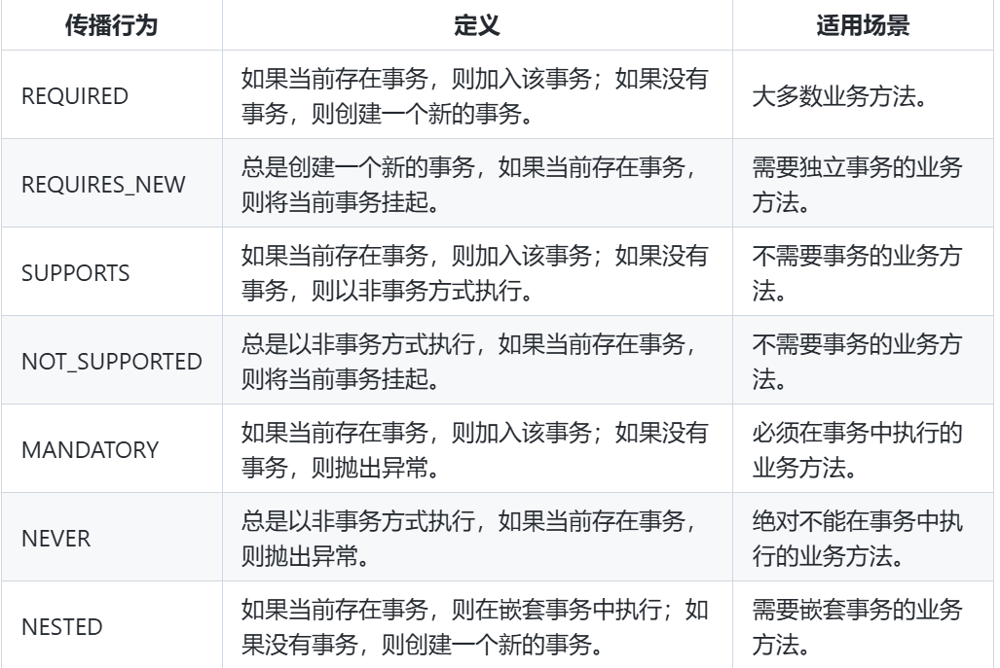 传播行为 定义 适用场景
REQUIRED
如果当前存在事务，则加入该事务；如果没有
事务，则创建一个新的事务。
大多数业务方法。
REQUIRES_NEW
总是创建一个新的事务，如果当前存在事务，
则将当前事务挂起。
需要独立事务的业务
方法。
SUPPORTS
如果当前存在事务，则加入该事务；如果没有
事务，则以非事务方式执行。
不需要事务的业务方
法。
NOT_SUPPORTED
总是以非事务方式执行，如果当前存在事务，
则将当前事务挂起。
不需要事务的业务方
法。
MANDATORY
如果当前存在事务，则加入该事务；如果没有
事务，则抛出异常。
必须在事务中执行的
业务方法。
NEVER
总是以非事务方式执行，如果当前存在事务，
则抛出异常。
绝对不能在事务中执
行的业务方法。
NESTED
如果当前存在事务，则在嵌套事务中执行；如
果没有事务，则创建一个新的事务。
需要嵌套事务的业务
方法。